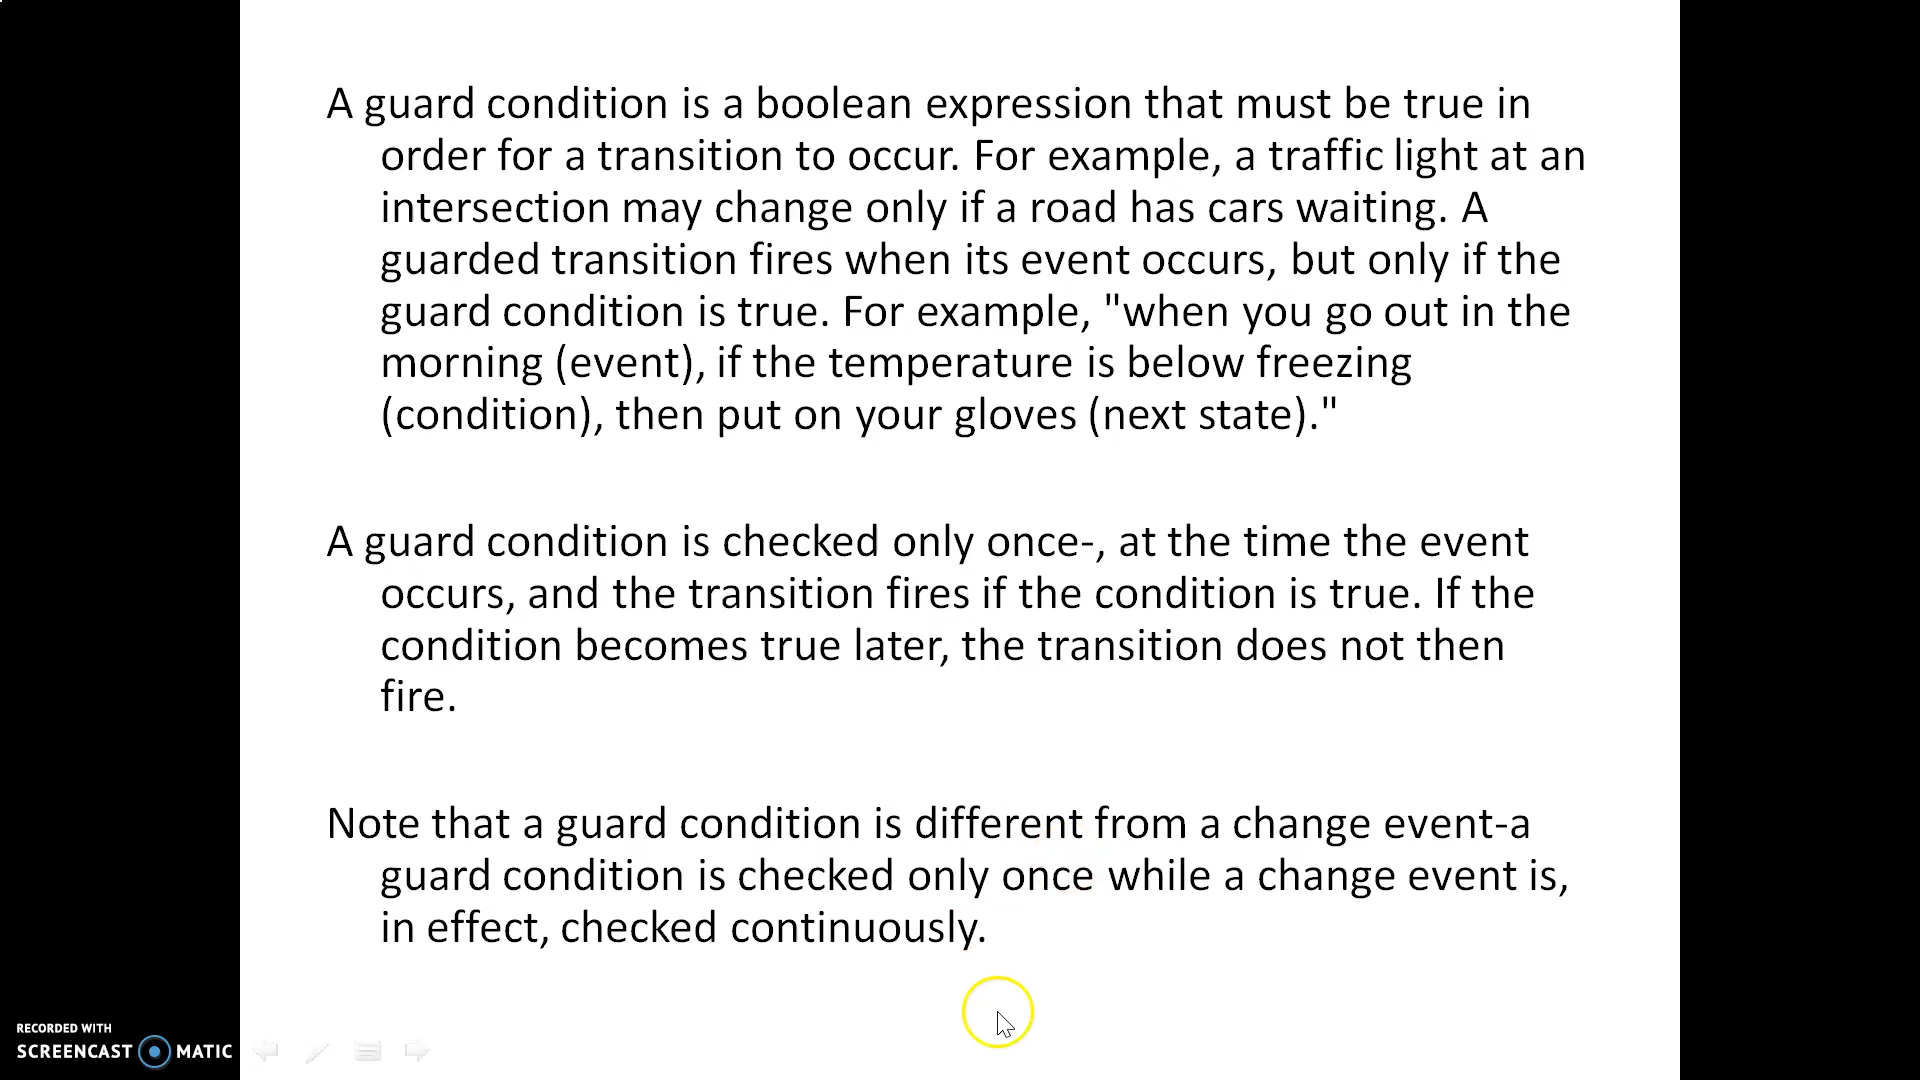 A guard condition is a boolean expression that must be true in
order for a transition to occur. For example, a traffic light at an
intersection may change only if a road has cars waiting. A
guarded transition fires when its event occurs, but only if the
guard condition is true. For example, "when you go out in the
morning (event), if the temperature is below freezing
(condition), then put on your gloves (next state)."
A guard condition is checked only once-, at the time the event
occurs, and the transition fires if the condition is true. If the
condition becomes true later, the transition does not then
fire.
Note that a guard condition is different from a change event-a
guard condition is checked only once while a change event is,
in effect, checked continuously.
RECORDED WITH
SCREENCAST MATIC